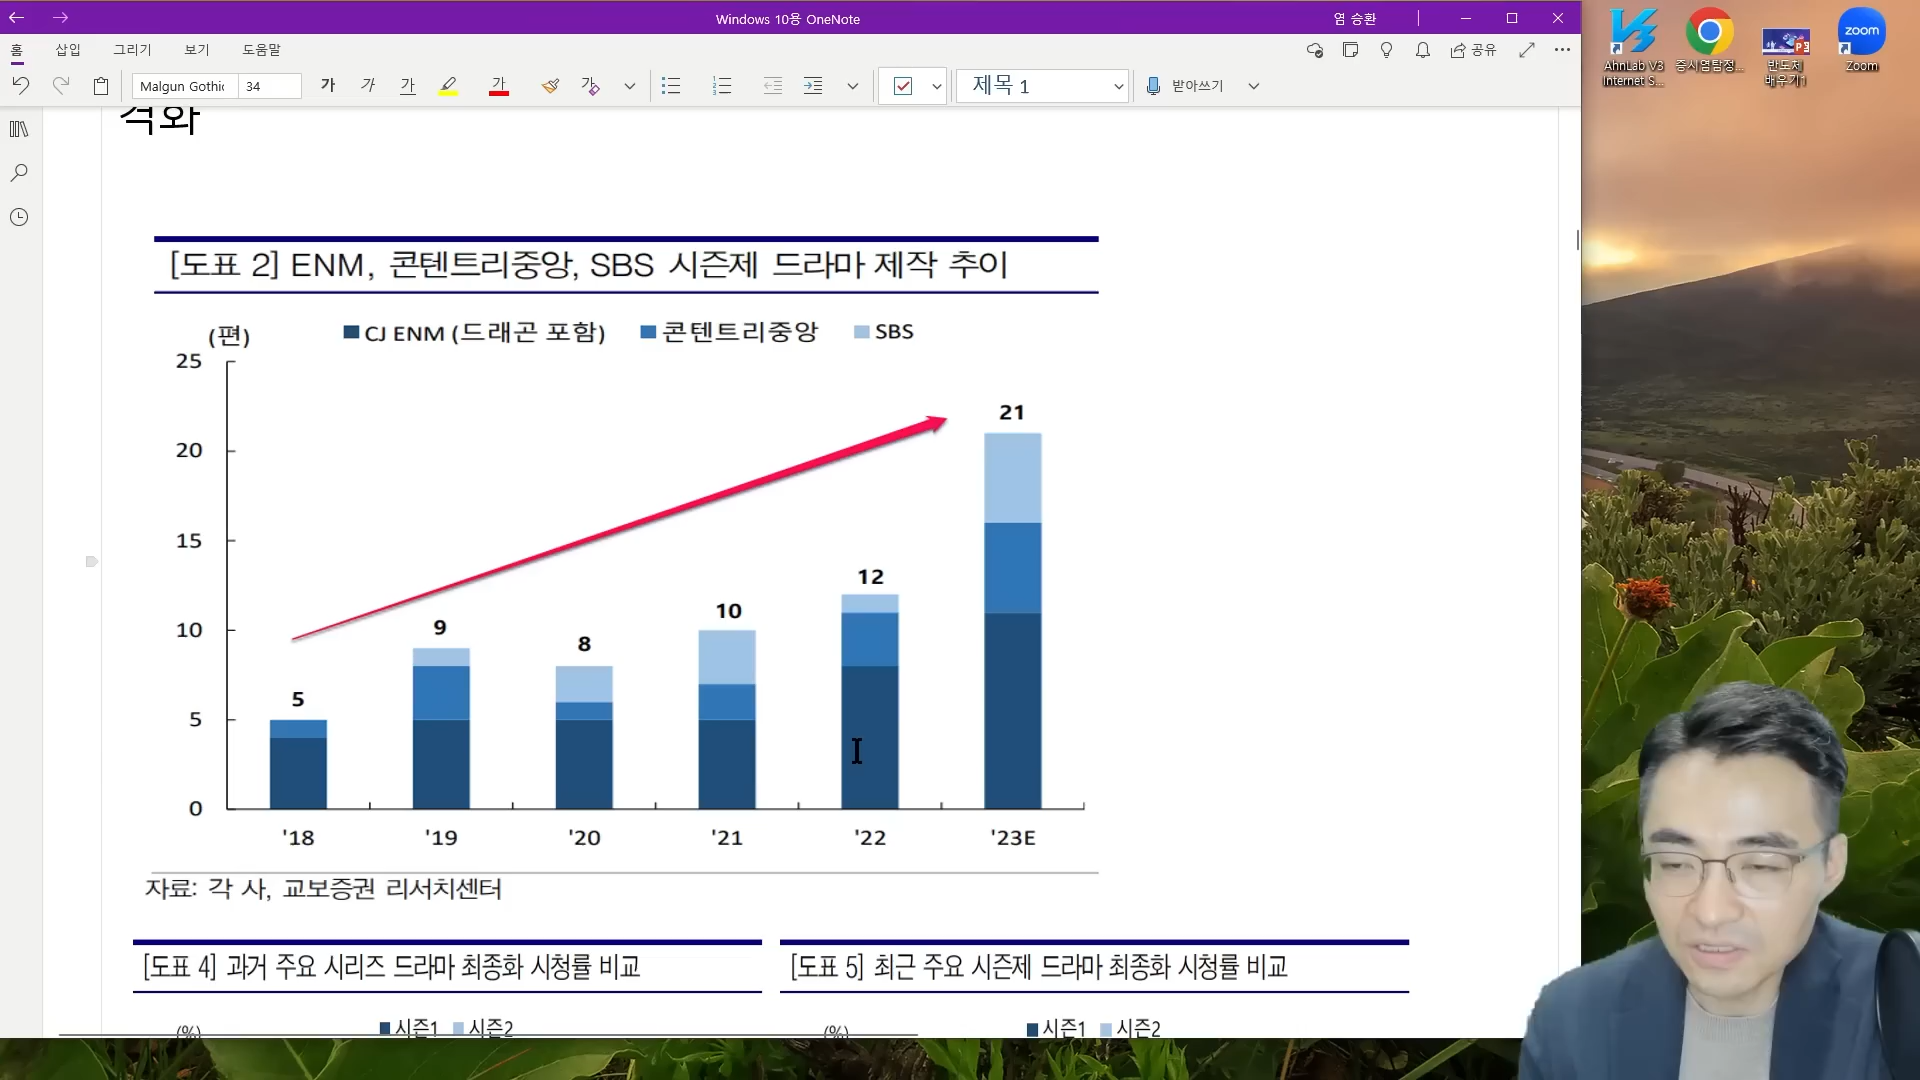 Windows 10용 OneNote
염 승환
홈 삽입 그리기 보기 도움말
공유
Malgun Gothic 34 가 가 가 가 가 제목 1 받아쓰기
AhnLab V3 Internet S...
증시염탐정...
반도체 배우기1
zoom
Zoom
격화
[도표 2] ENM, 콘텐트리중앙, SBS 시즌제 드라마 제작 추이
(편)
CJ ENM (드래곤 포함) 콘텐트리중앙 SBS
25
20
15
10
5
0
5
9
8
10
12
21
'18 '19 '20 '21 '22 '23E
자료: 각 사, 교보증권 리서치센터
[도표 4] 과거 주요 시리즈 드라마 최종화 시청률 비교
[도표 5] 최근 주요 시즌제 드라마 최종화 시청률 비교
(%) 시즌1 시즌2
(%) 시즌1 시즌2